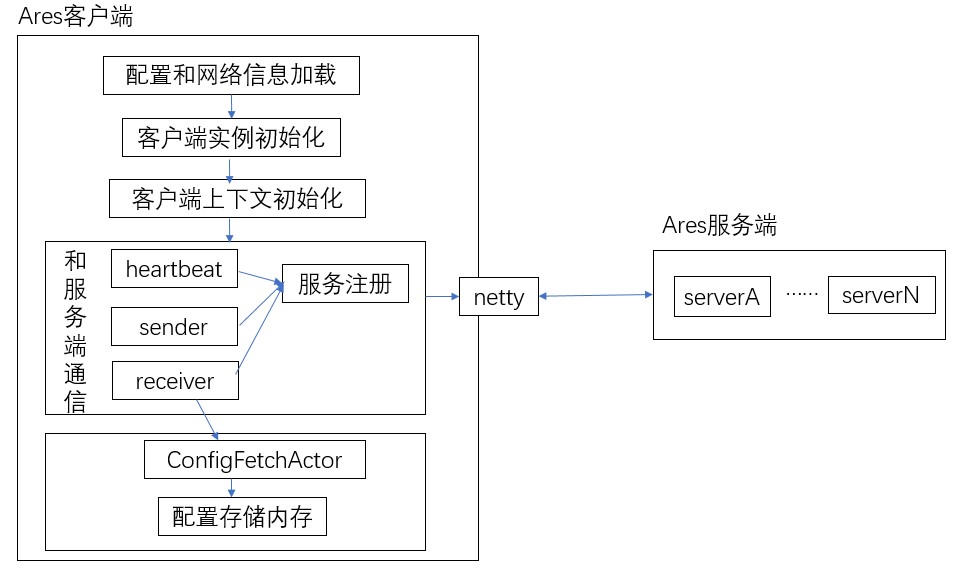 Ares客户端
配置和网络信息加载
客户端实例初始化
客户端上下文初始化
和服务端通信
heartbeat
服务注册
sender
receiver
netty
Ares服务端
serverA
……
serverN
ConfigFetchActor
配置存储内存